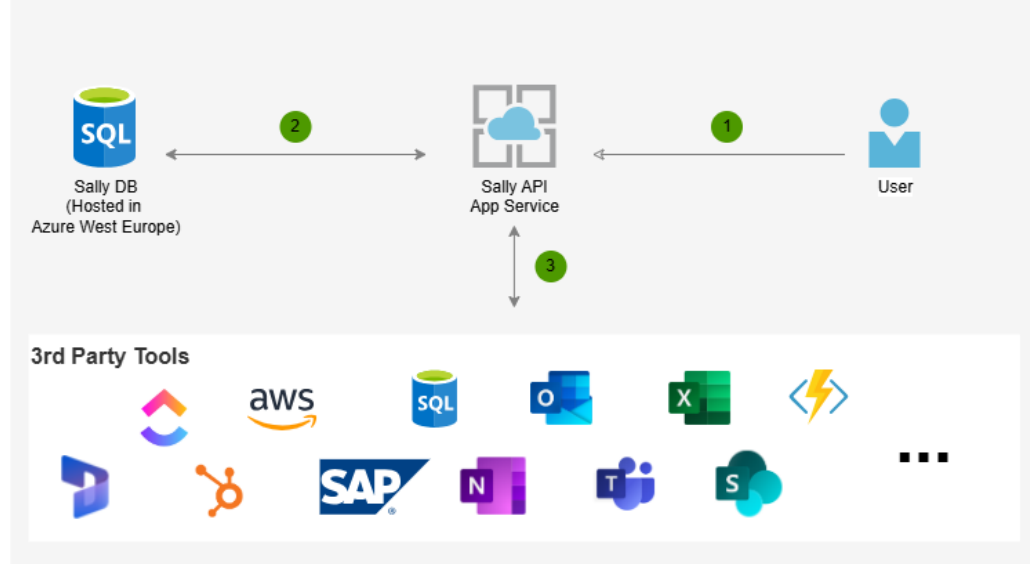 2
1
SQL
Sally DB
(Hosted in
Azure West Europe)
Sally API
App Service
User
3
3rd Party Tools
aws
SQL
O
X
SAP
®
N
T
S
...